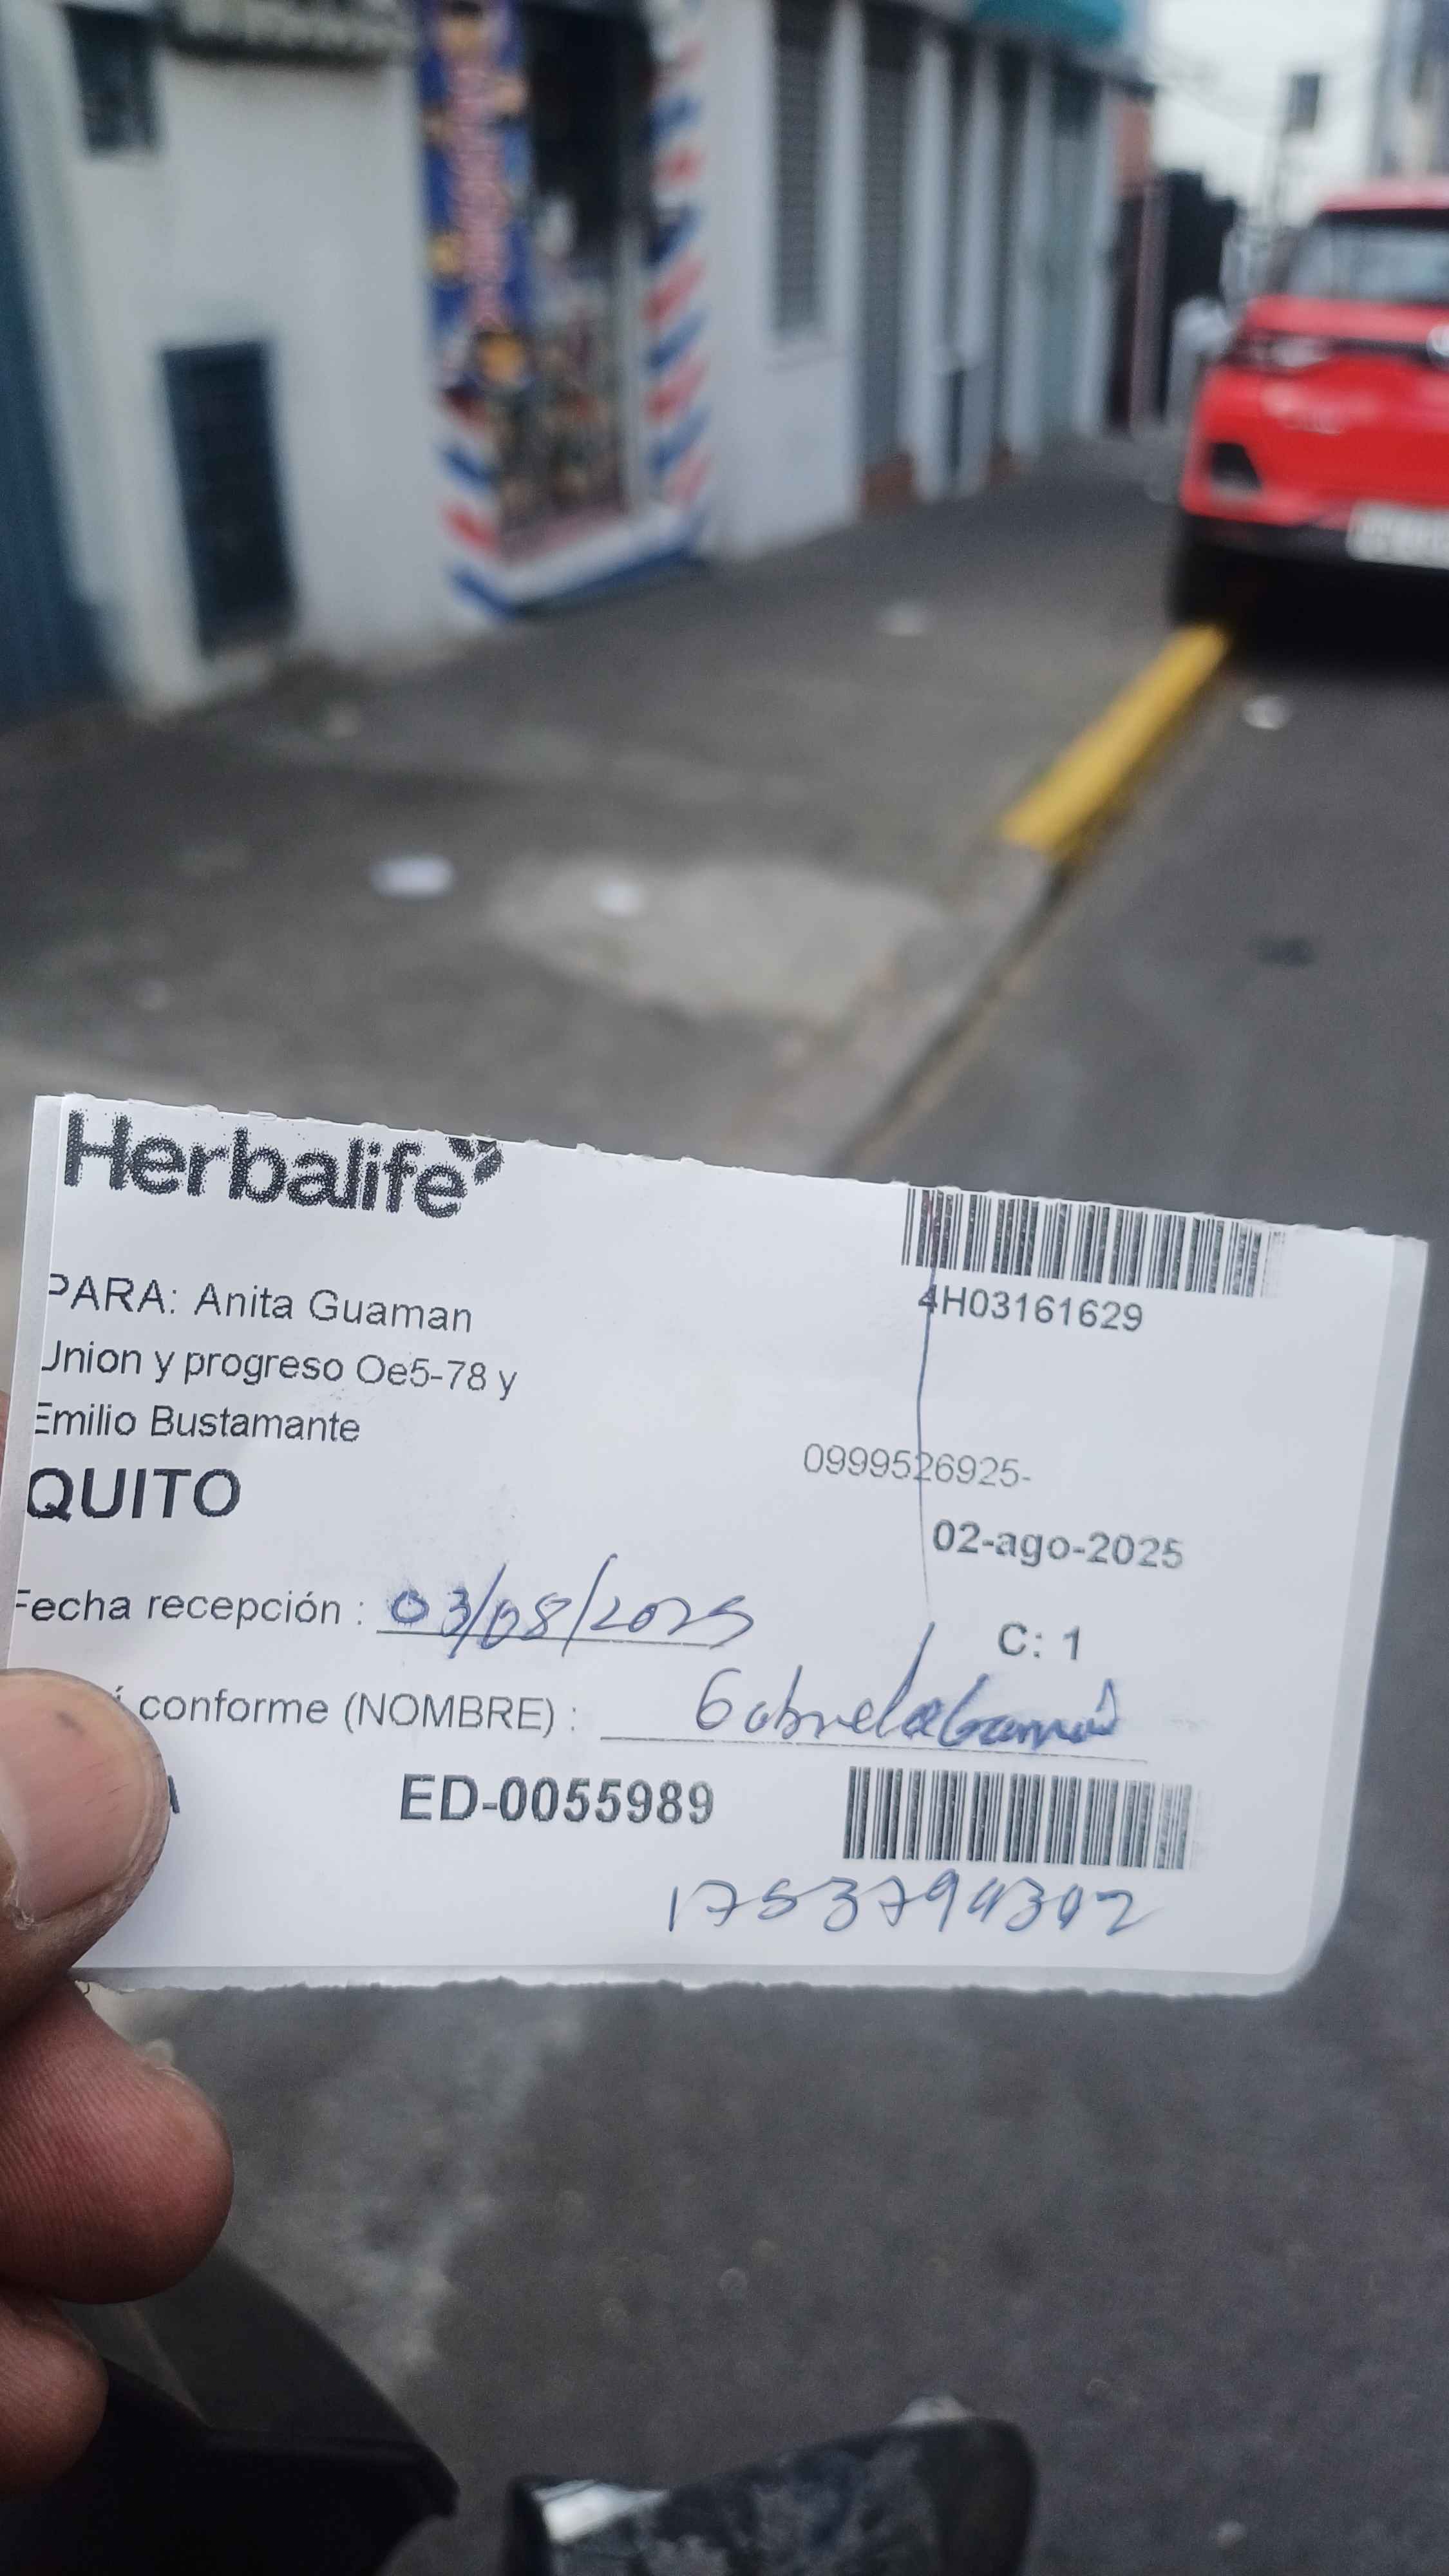 Herbalife
4H03161629
PARA: Anita Guaman
Union y progreso Oe5-78 y
Emilio Bustamante
0999526925-
QUITO
02-ago-2025
Fecha recepción : 03/08/2025
C: 1
conforme (NOMBRE) : Gabriela
ED-0055989
1753794302